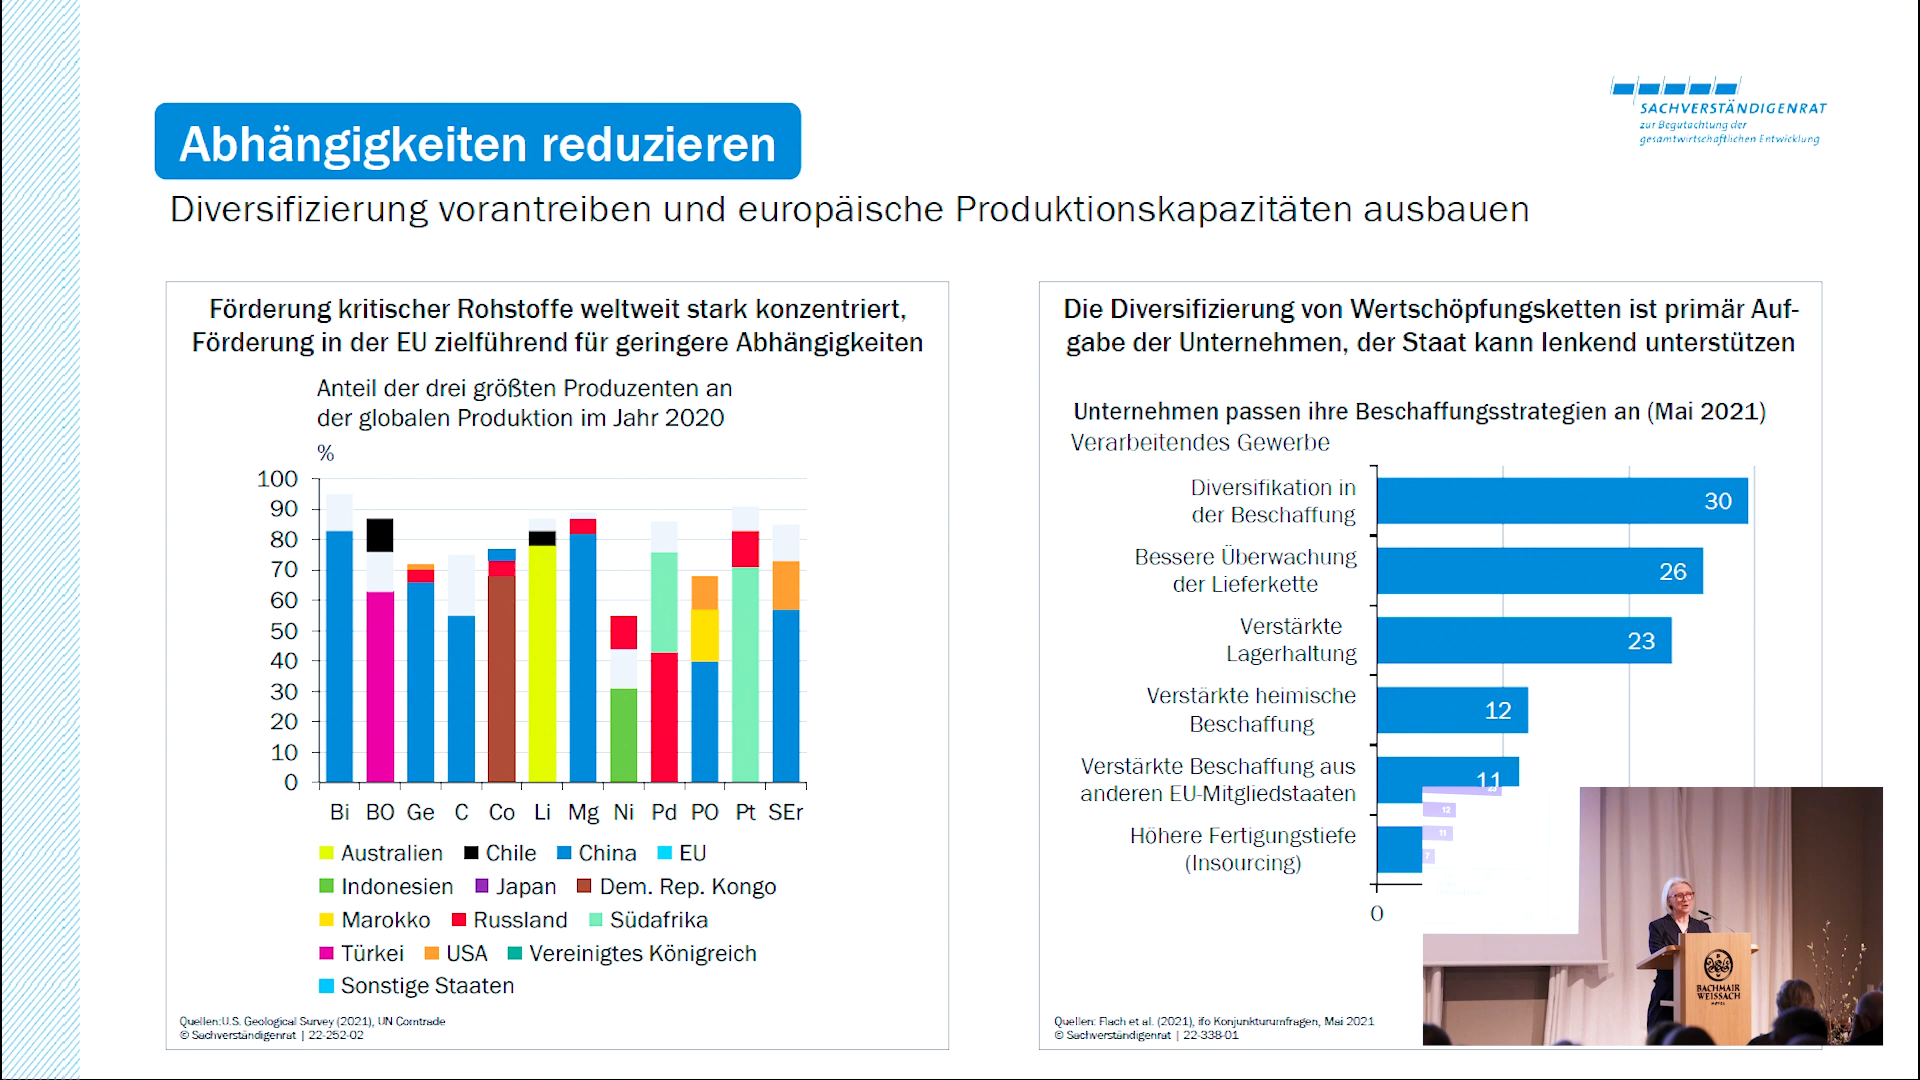 SACHVERSTÄNDIGENRAT
zur Begutachtung der
gesamtwirtschaftlichen Entwicklung
Abhängigkeiten reduzieren
Diversifizierung vorantreiben und europäische Produktionskapazitäten ausbauen
Förderung kritischer Rohstoffe weltweit stark konzentriert,
Förderung in der EU zielführend für geringere Abhängigkeiten
Anteil der drei größten Produzenten an
der globalen Produktion im Jahr 2020
%
100
90
80
70
60
50
40
30
20
10
0
Bi BO Ge C Co Li Mg Ni Pd PO Pt SEr
Australien Chile China EU
Indonesien Japan Dem. Rep. Kongo
Marokko Russland Südafrika
Türkei USA Vereinigtes Königreich
Sonstige Staaten
Quellen:U.S. Geological Survey (2021), UN Comtrade
© Sachverständigenrat | 22-252-02
Die Diversifizierung von Wertschöpfungsketten ist primär Auf-
gabe der Unternehmen, der Staat kann lenkend unterstützen
Unternehmen passen ihre Beschaffungsstrategien an (Mai 2021)
Verarbeitendes Gewerbe
Diversifikation in
der Beschaffung
30
Bessere Überwachung
der Lieferkette
26
Verstärkte
Lagerhaltung
23
Verstärkte heimische
Beschaffung
12
Verstärkte Beschaffung aus
anderen EU-Mitgliedstaaten
11
Höhere Fertigungstiefe
(Insourcing)
0
12
11
7
Quellen: Flach et al. (2021), ifo Konjunkturumfragen, Mai 2021
© Sachverständigenrat | 22-338-01
BACHMAIR
WEISSACH